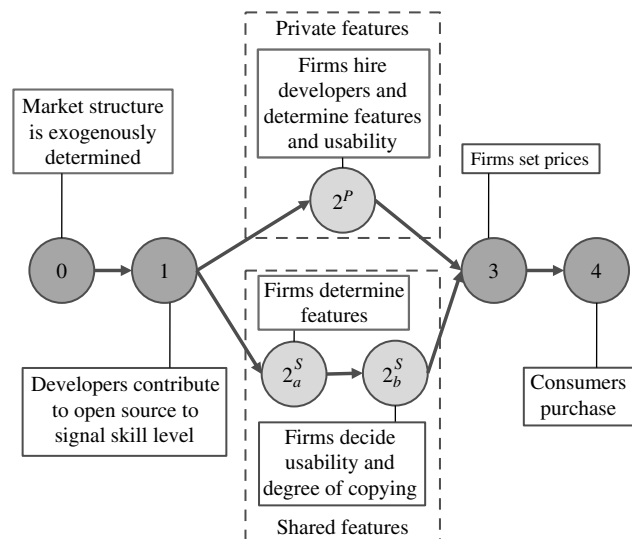 Private features
Firms hire
developers and
determine features
and usability
Market structure
is exogenously
determined
Firms set prices
2^P
0
1
3
4
Firms determine
features
2_a^S
2_b^S
Developers contribute
to open source to
signal skill level
Consumers
purchase
Firms decide
usability and
degree of copying
Shared features